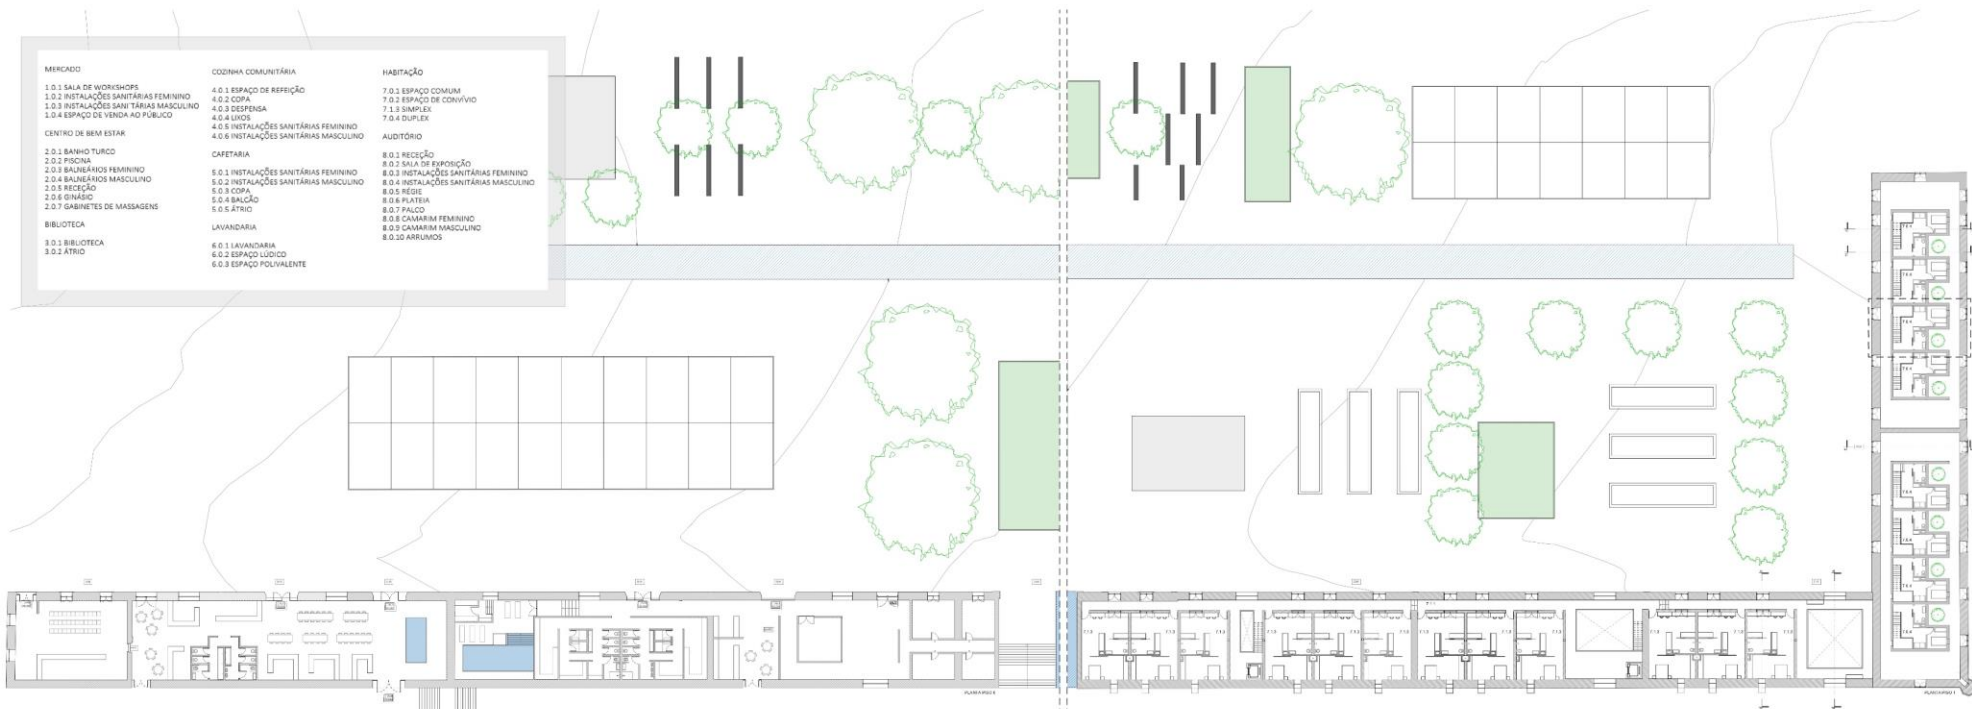 MERCADO
1.0.1 SALA DE WORKSHOPS
1.0.2 INSTALAÇÕES SANITÁRIAS FEMININO
1.0.3 INSTALAÇÕES SANITÁRIAS MASCULINO
1.0.4 ESPAÇO DE VENDA AO PÚBLICO
CENTRO DE BEM ESTAR
2.0.1 BANHO TURCO
2.0.2 PISCINA
2.0.3 BALNEÁRIOS FEMININO
2.0.4 BALNEÁRIOS MASCULINO
2.0.5 RECEÇÃO
2.0.6 GINÁSIO
2.0.7 GABINETES DE MASSAGENS
BIBLIOTECA
3.0.1 BIBLIOTECA
3.0.2 ÁTRIO
COZINHA COMUNITÁRIA
4.0.1 ESPAÇO DE REFEIÇÃO
4.0.2 COPA
4.0.3 DESPENSA
4.0.4 LIXOS
4.0.5 INSTALAÇÕES SANITÁRIAS FEMININO
4.0.6 INSTALAÇÕES SANITÁRIAS MASCULINO
CAFETARIA
5.0.1 INSTALAÇÕES SANITÁRIAS FEMININO
5.0.2 INSTALAÇÕES SANITÁRIAS MASCULINO
5.0.3 COPA
5.0.4 BALCÃO
5.0.5 ÁTRIO
LAVANDARIA
6.0.1 LAVANDARIA
6.0.2 ESPAÇO LÚDICO
6.0.3 ESPAÇO POLIVALENTE
HABITAÇÃO
7.0.1 ESPAÇO COMUM
7.0.2 ESPAÇO DE CONVÍVIO
7.1.3 SIMPLEX
7.0.4 DUPLEX
AUDITÓRIO
8.0.1 RECEÇÃO
8.0.2 SALA DE EXPOSIÇÃO
8.0.3 INSTALAÇÕES SANITÁRIAS FEMININO
8.0.4 INSTALAÇÕES SANITÁRIAS MASCULINO
8.0.5 RÉGIE
8.0.6 PLATEIA
8.0.7 PALCO
8.0.8 CAMARIM FEMININO
8.0.9 CAMARIM MASCULINO
8.0.10 ARRUMOS